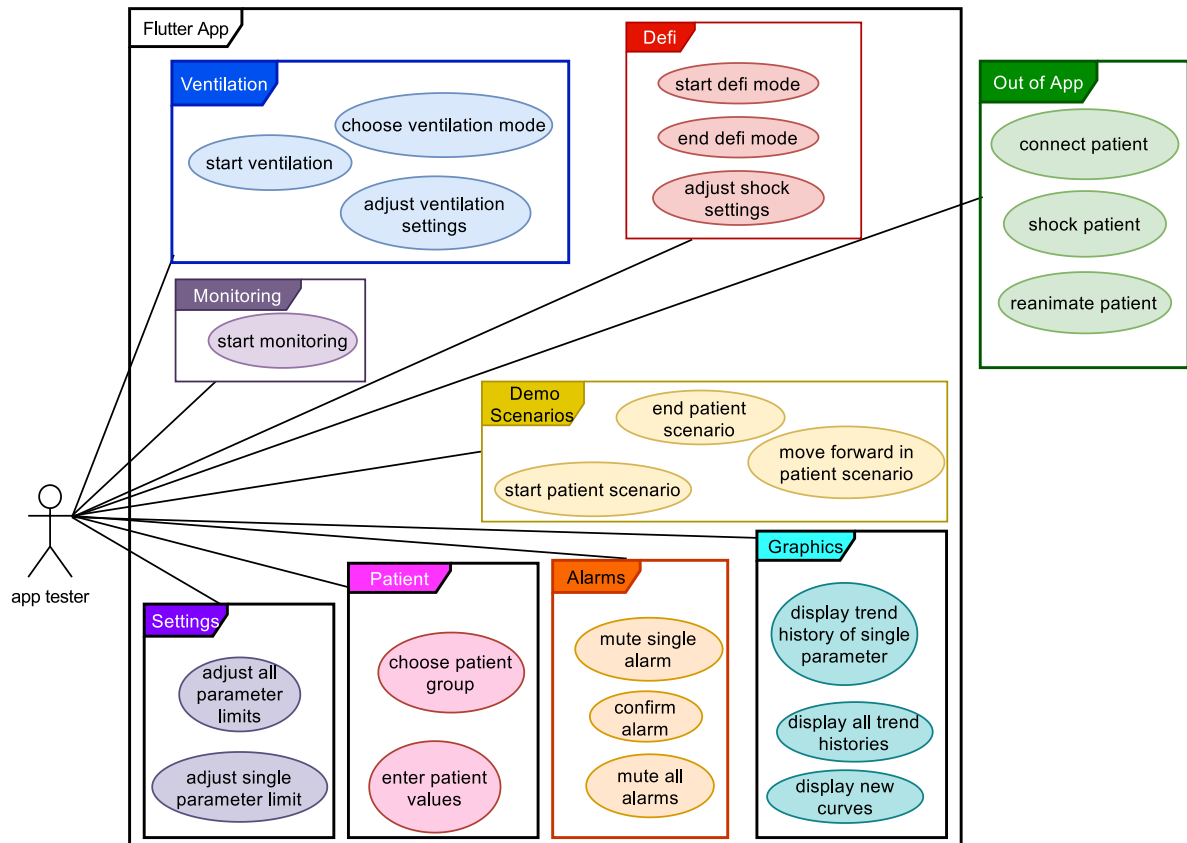 Flutter App
Ventilation
choose ventilation mode
start ventilation
adjust ventilation
settings
Defi
start defi mode
end defi mode
adjust shock
settings
Out of App
connect patient
shock patient
reanimate patient
Monitoring
start monitoring
Demo
Scenarios
end patient
scenario
move forward in
patient scenario
start patient scenario
app tester
Settings
adjust all
parameter
limits
adjust single
parameter limit
Patient
choose patient
group
enter patient
values
Alarms
mute single
alarm
confirm
alarm
mute all
alarms
Graphics
display trend
history of single
parameter
display all trend
histories
display new
curves